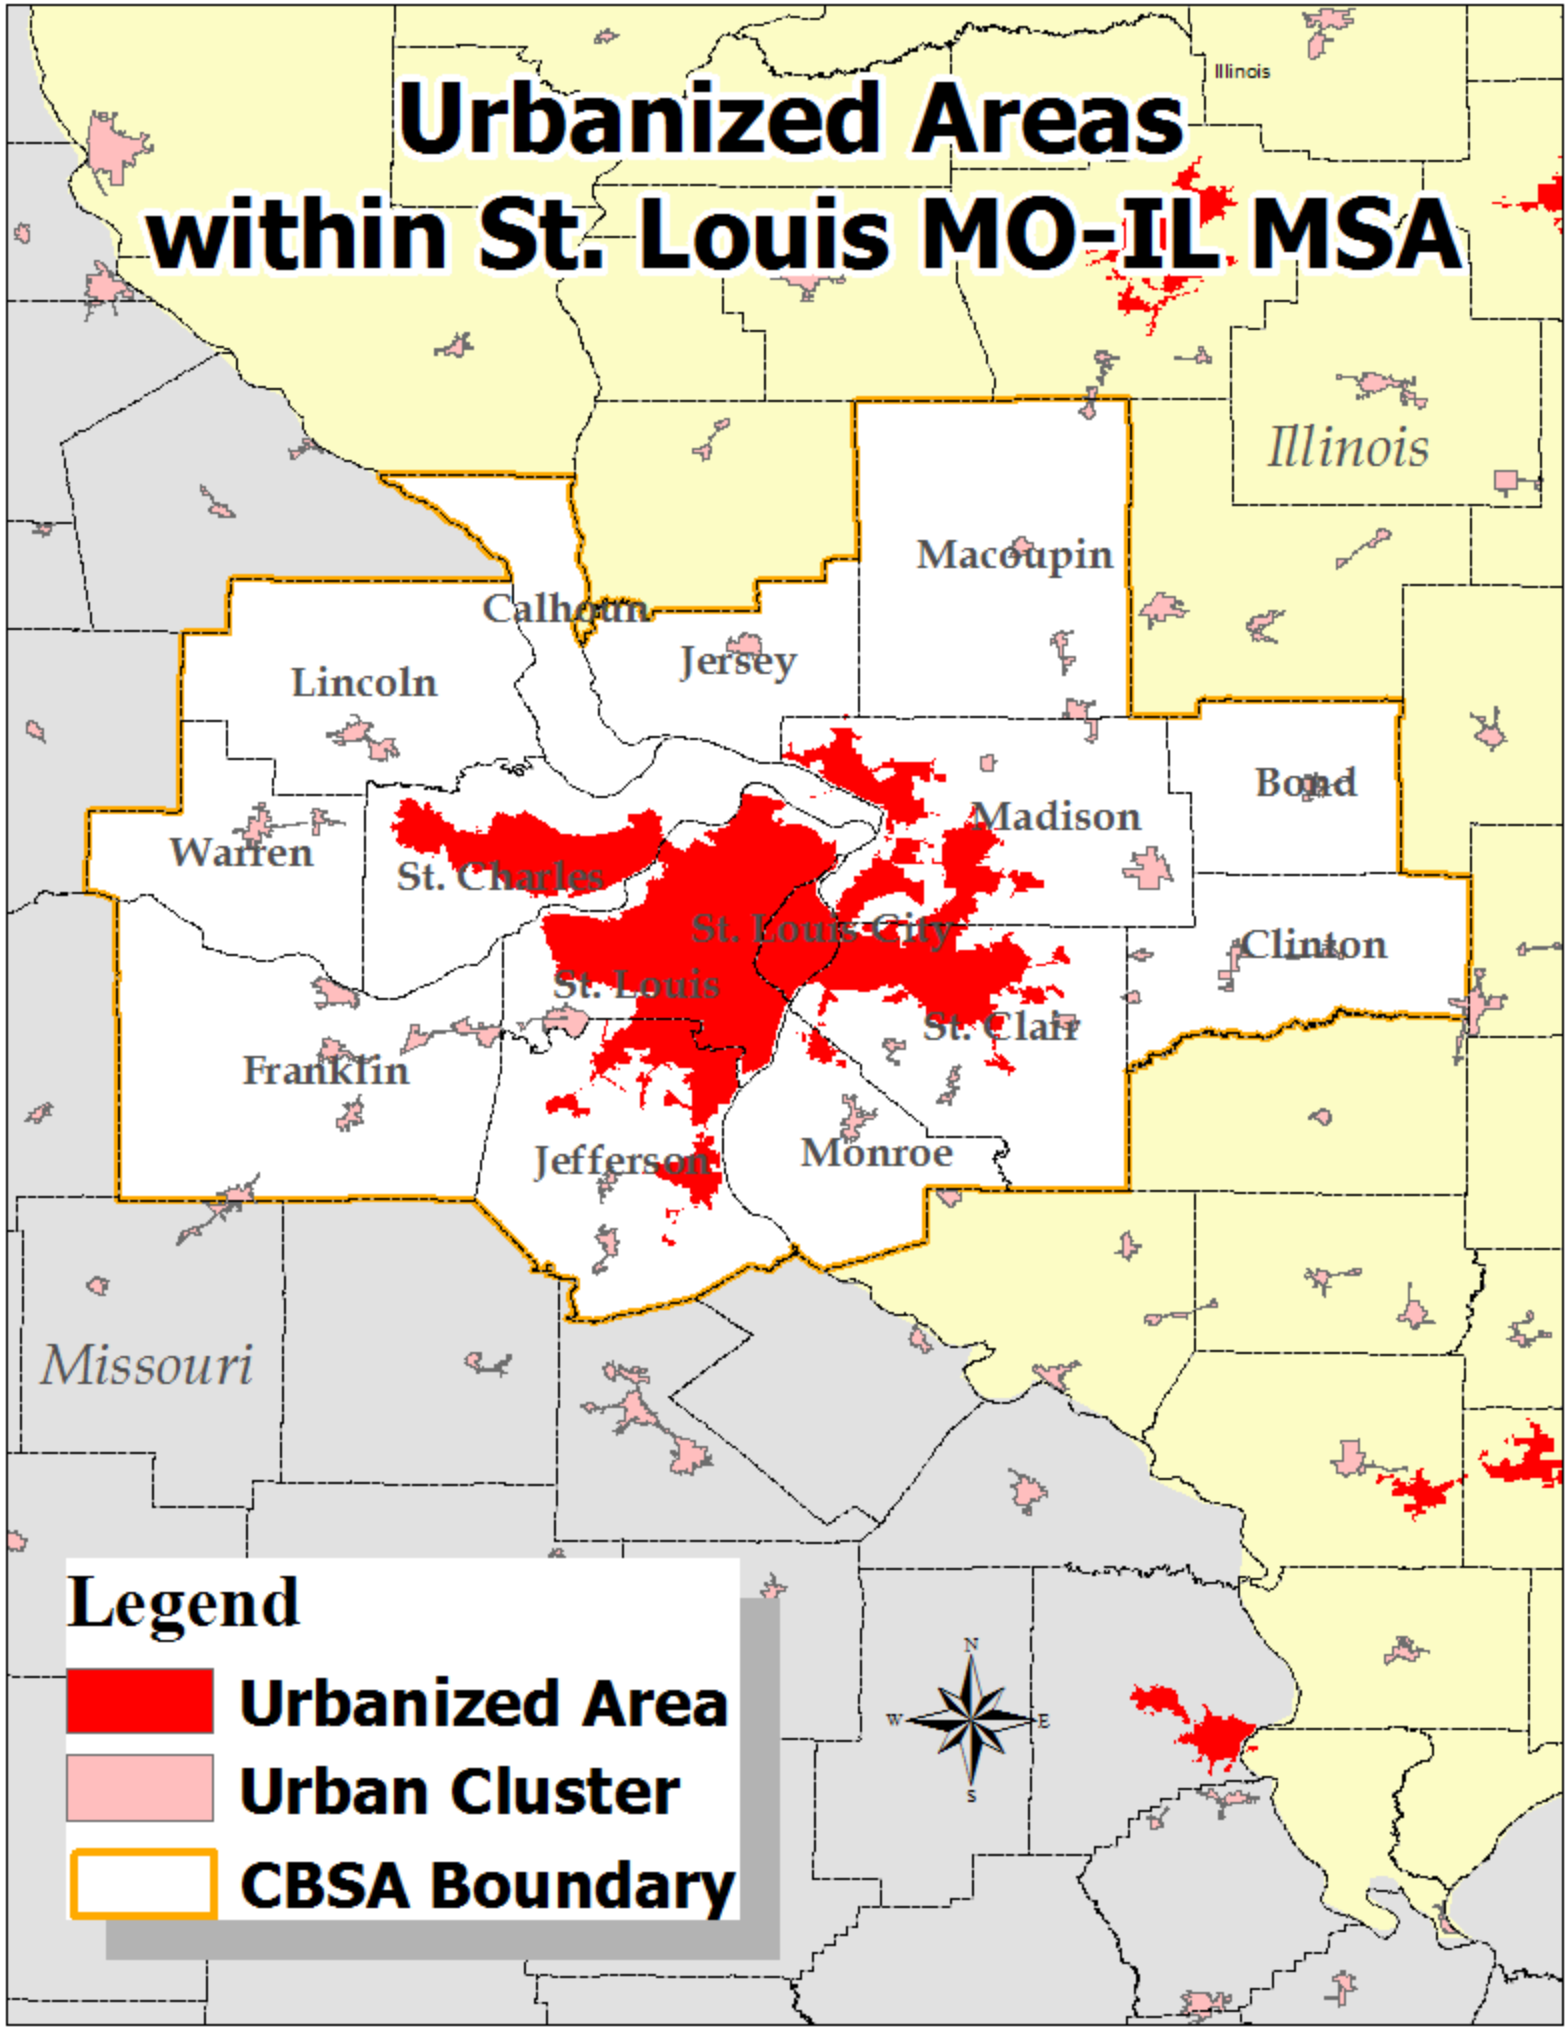 Illinois
Urbanized Areas
within St. Louis MO-IL MSA
Illinois
Macoupin
Calhoun
Jersey
Lincoln
Bond
Madison
Warren
St. Charles
St. Louis City
Clinton
St. Louis
St. Clair
Franklin
Jefferson
Monroe
Missouri
Legend
Urbanized Area
Urban Cluster
CBSA Boundary
N
W
E
S